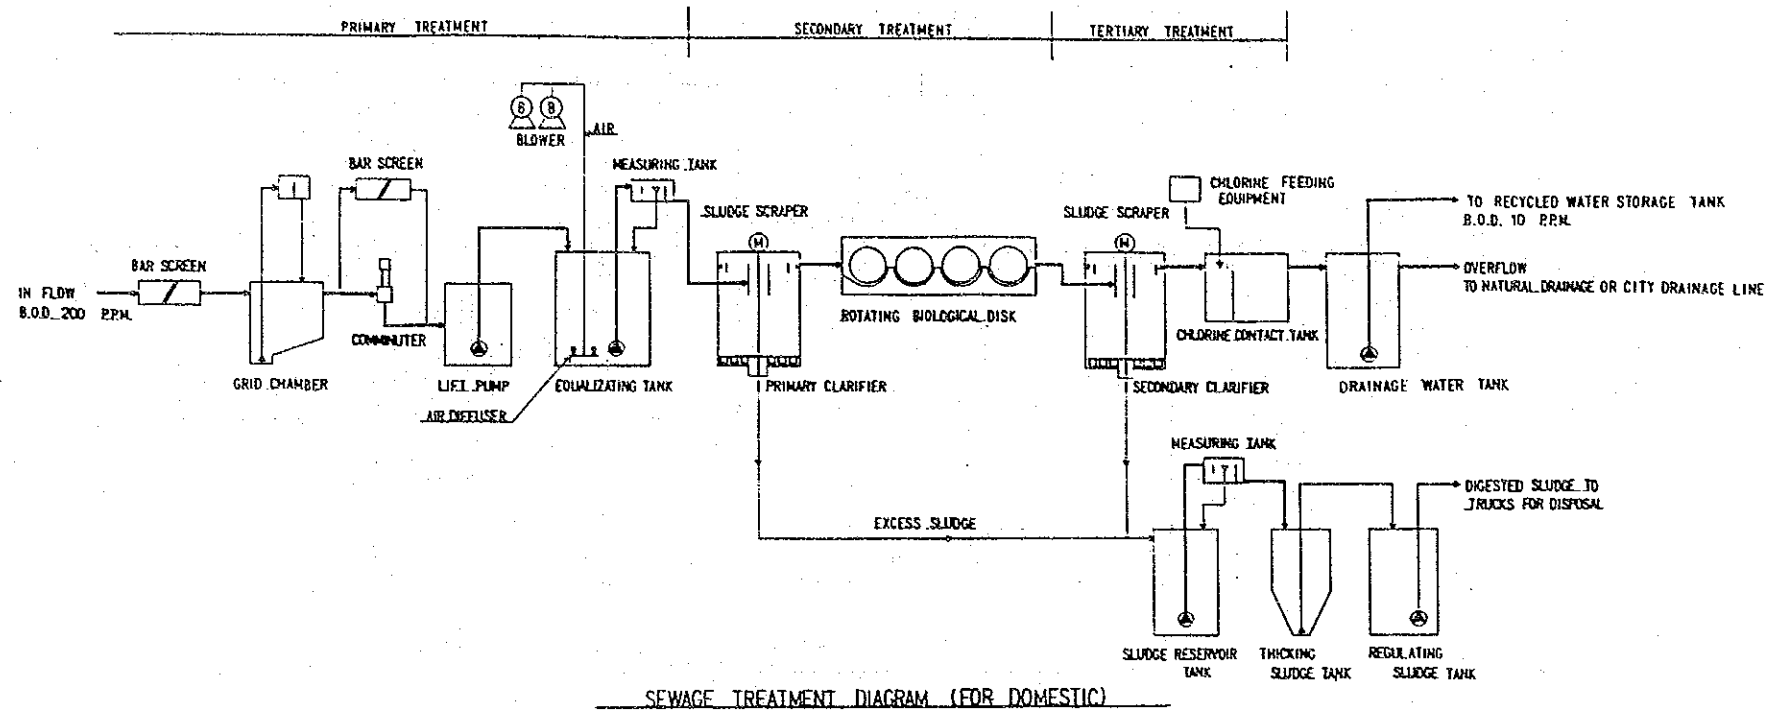 PRIMARY TREATMENT
SECONDARY TREATMENT
TERTIARY TREATMENT
B B
BLOWER
AIR
BAR SCREEN
MEASURING TANK
SLUDGE SCRAPER
M
SLUDGE SCRAPER
M
CHLORINE FEEDING
EQUIPMENT
TO RECYCLED WATER STORAGE TANK
B.O.D. 10 P.P.M.
BAR SCREEN
IN FLOW
B.O.D. 200 P.P.M.
OVERFLOW
TO NATURAL DRAINAGE OR CITY DRAINAGE LINE
COMMINUTER
ROTATING BIOLOGICAL DISK
CHLORINE CONTACT TANK
GRID CHAMBER
LIFT PUMP
EQUALIZATING TANK
PRIMARY CLARIFIER
SECONDARY CLARIFIER
DRAINAGE WATER TANK
AIR DIFFUSER
MEASURING TANK
DIGESTED SLUDGE TO
TRUCKS FOR DISPOSAL
EXCESS SLUDGE
SLUDGE RESERVOIR
TANK
THICKING
SLUDGE TANK
REGULATING
SLUDGE TANK
SEWAGE TREATMENT DIAGRAM (FOR DOMESTIC)